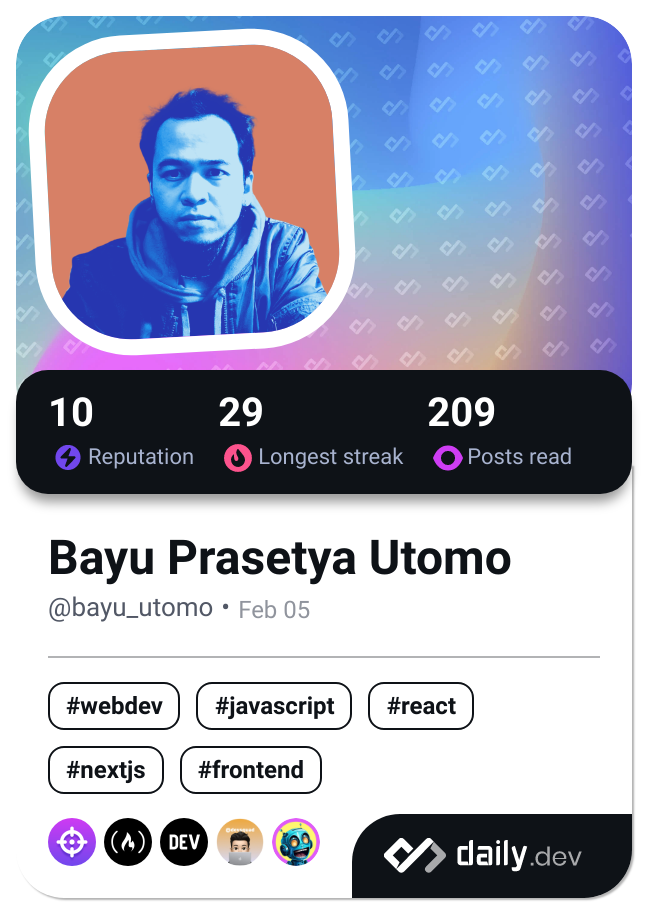 10 29 209
Reputation Longest streak Posts read
Bayu Prasetya Utomo
@bayu_utomo • Feb 05
#webdev #javascript #react
#nextjs #frontend
DEV
daily.dev